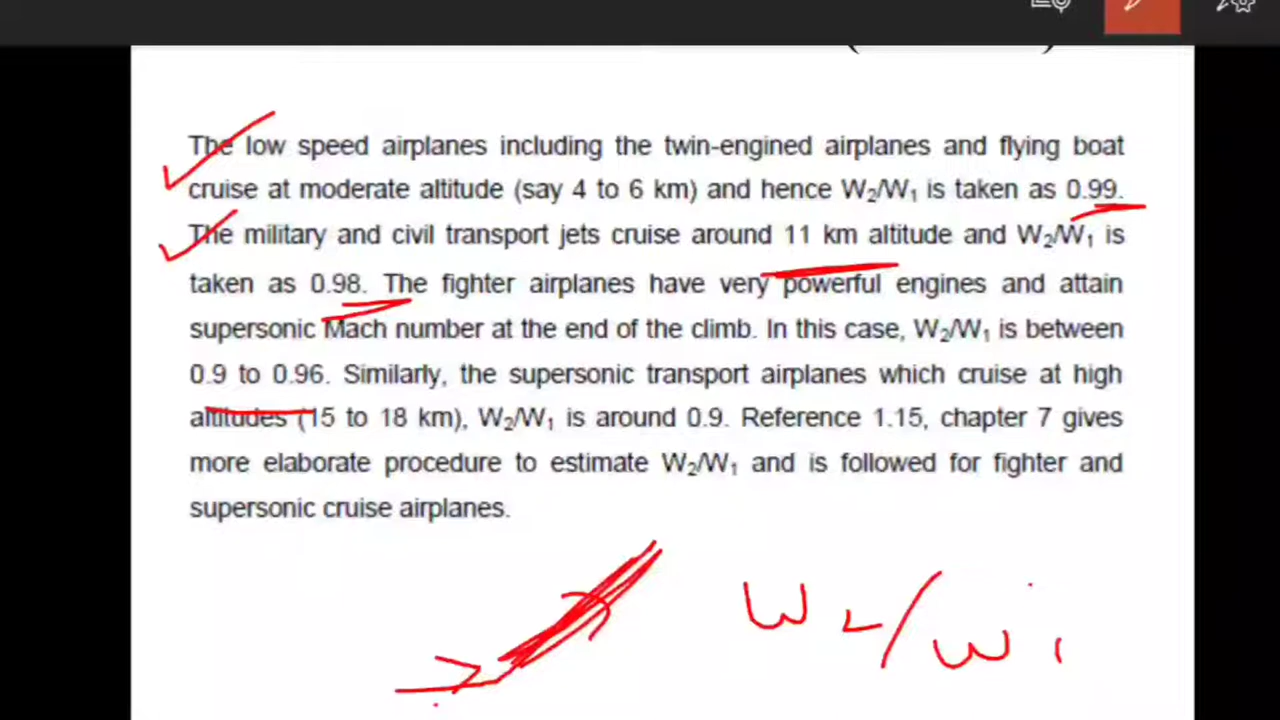 The low speed airplanes including the twin-engined airplanes and flying boat
cruise at moderate altitude (say 4 to 6 km) and hence W₂/W₁ is taken as 0.99.
The military and civil transport jets cruise around 11 km altitude and W₂/W₁ is
taken as 0.98. The fighter airplanes have very powerful engines and attain
supersonic Mach number at the end of the climb. In this case, W₂/W₁ is between
0.9 to 0.96. Similarly, the supersonic transport airplanes which cruise at high
altitudes (15 to 18 km), W₂/W₁ is around 0.9. Reference 1.15, chapter 7 gives
more elaborate procedure to estimate W₂/W₁ and is followed for fighter and
supersonic cruise airplanes.
W₂/W₁